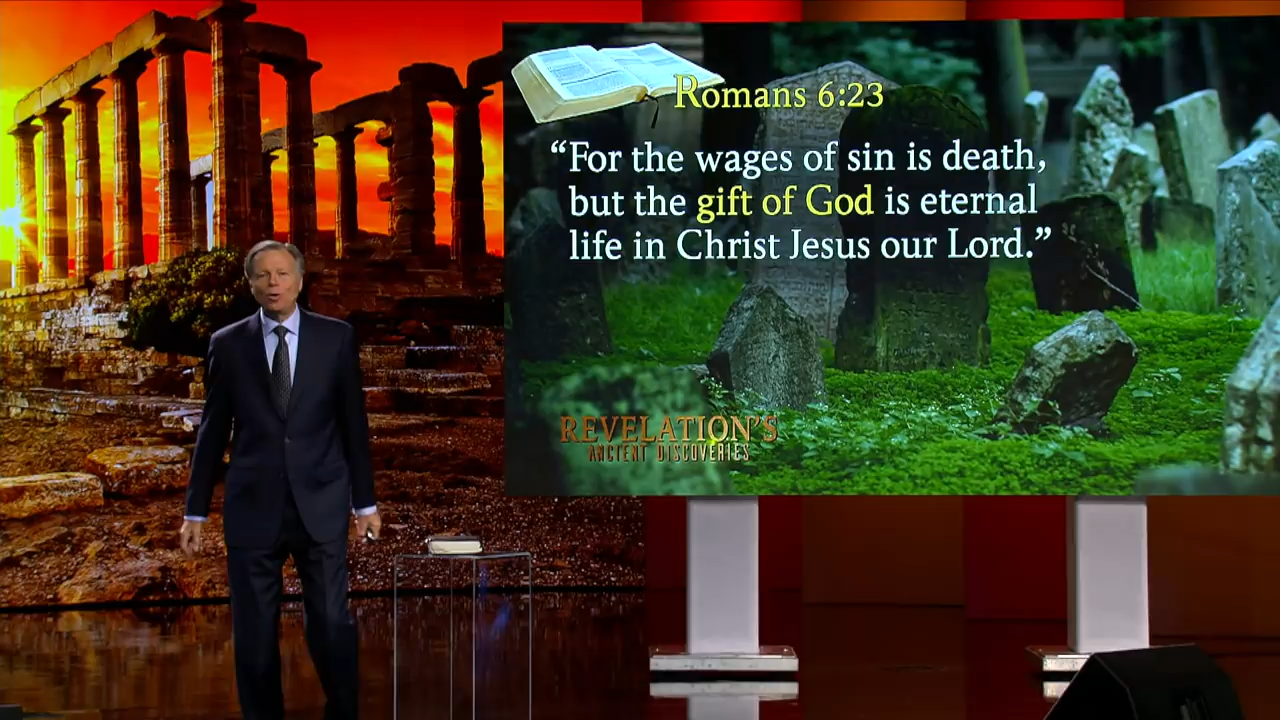 Romans 6:23
“For the wages of sin is death,
but the gift of God is eternal
life in Christ Jesus our Lord.”
REVELATION'S
ANCIENT DISCOVERIES